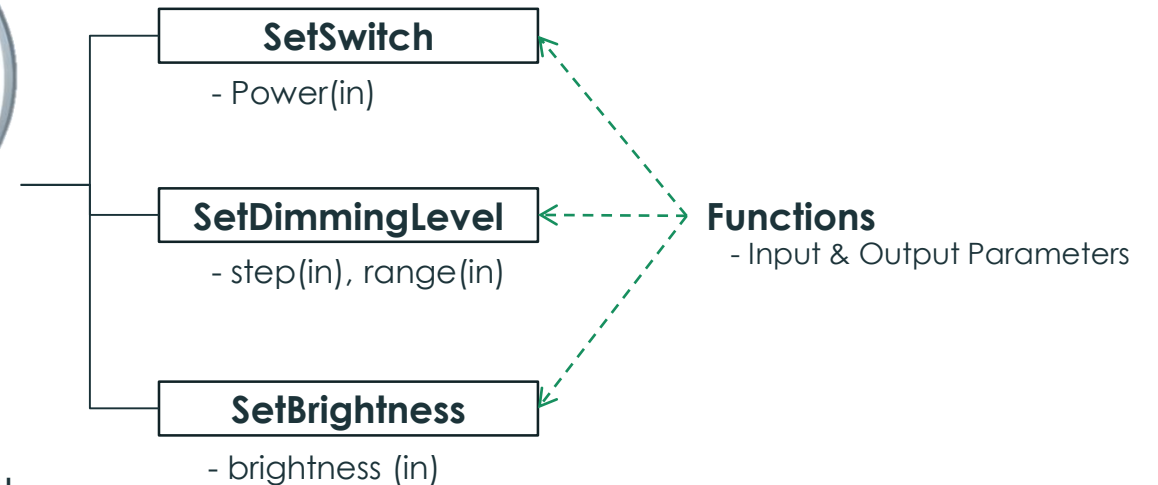 SetSwitch
- Power(in)
SetDimmingLevel
- step(in), range(in)
Functions
- Input & Output Parameters
SetBrightness
- brightness (in)